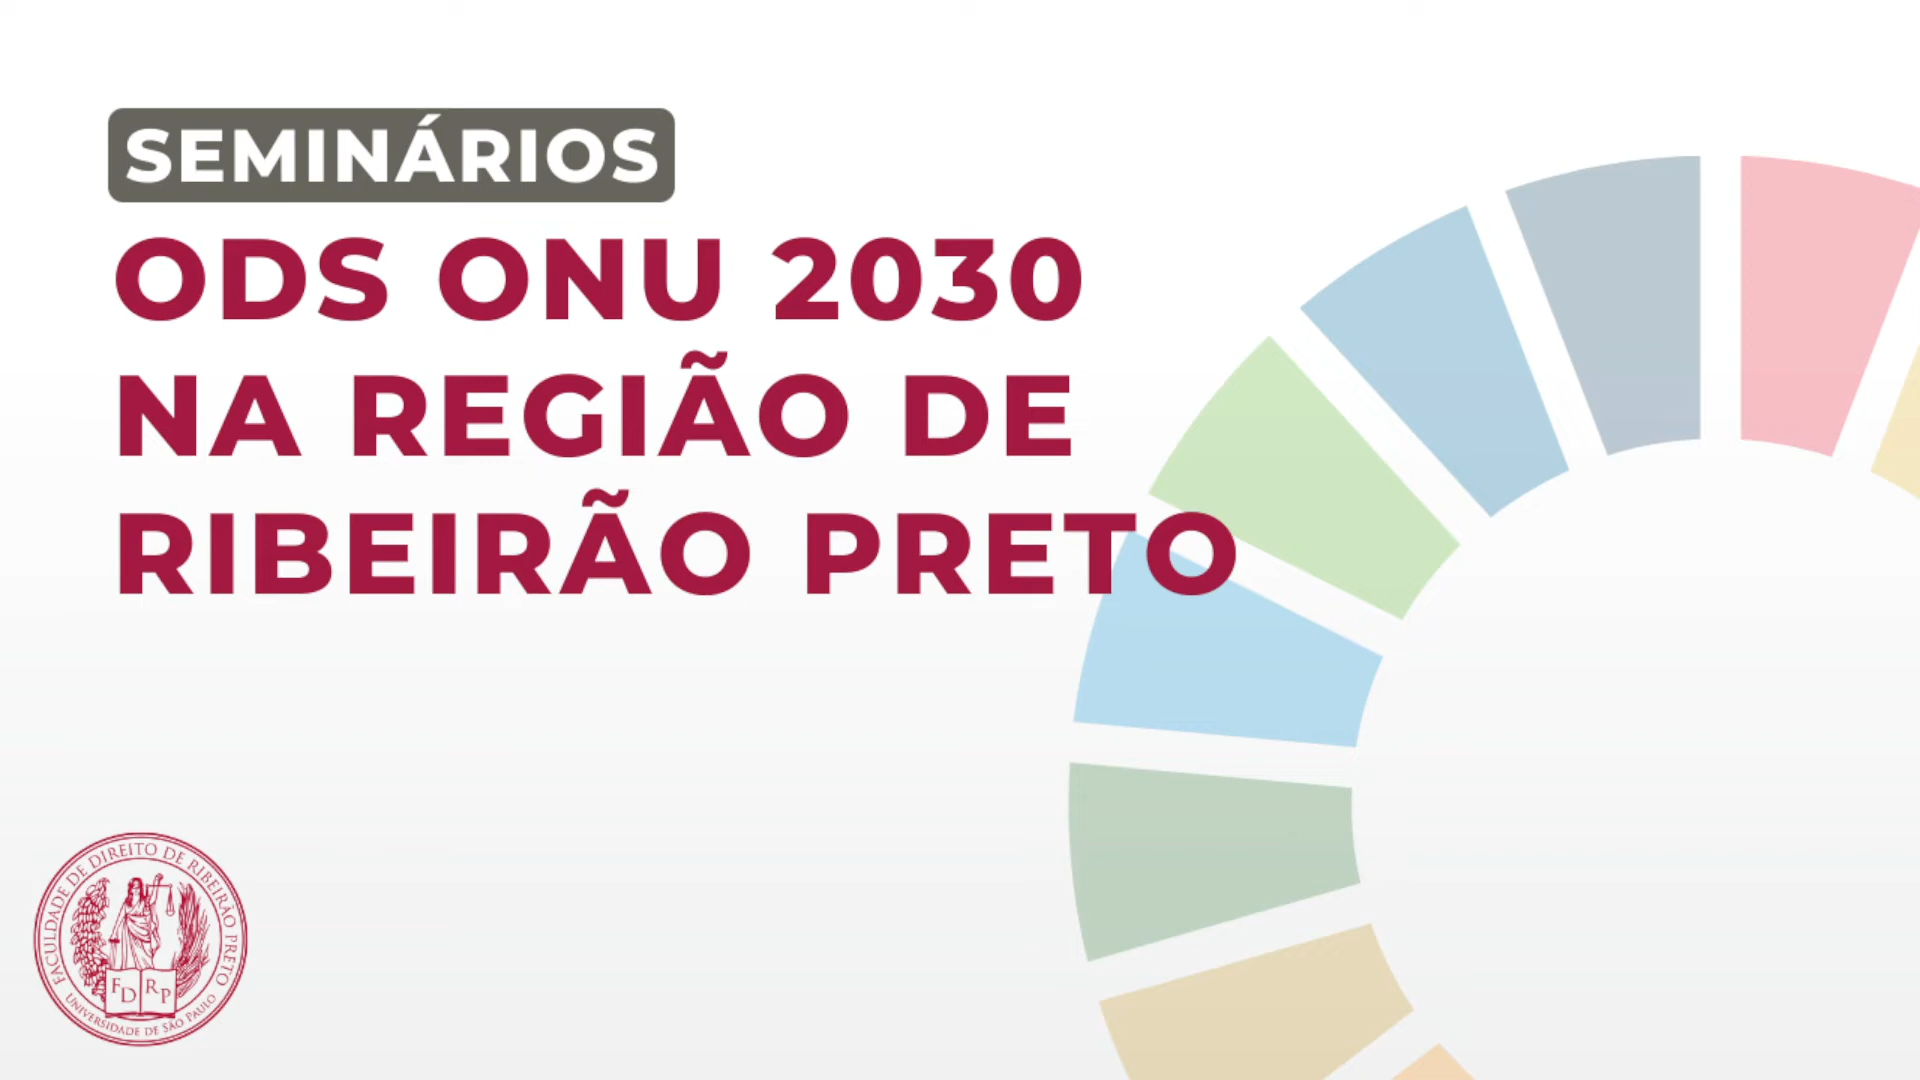 SEMINÁRIOS
ODS ONU 2030
NA REGIÃO DE
RIBEIRÃO PRETO
FACULDADE DE DIREITO DE RIBEIRÃO PRETO
FD RP
UNIVERSIDADE DE SÃO PAULO